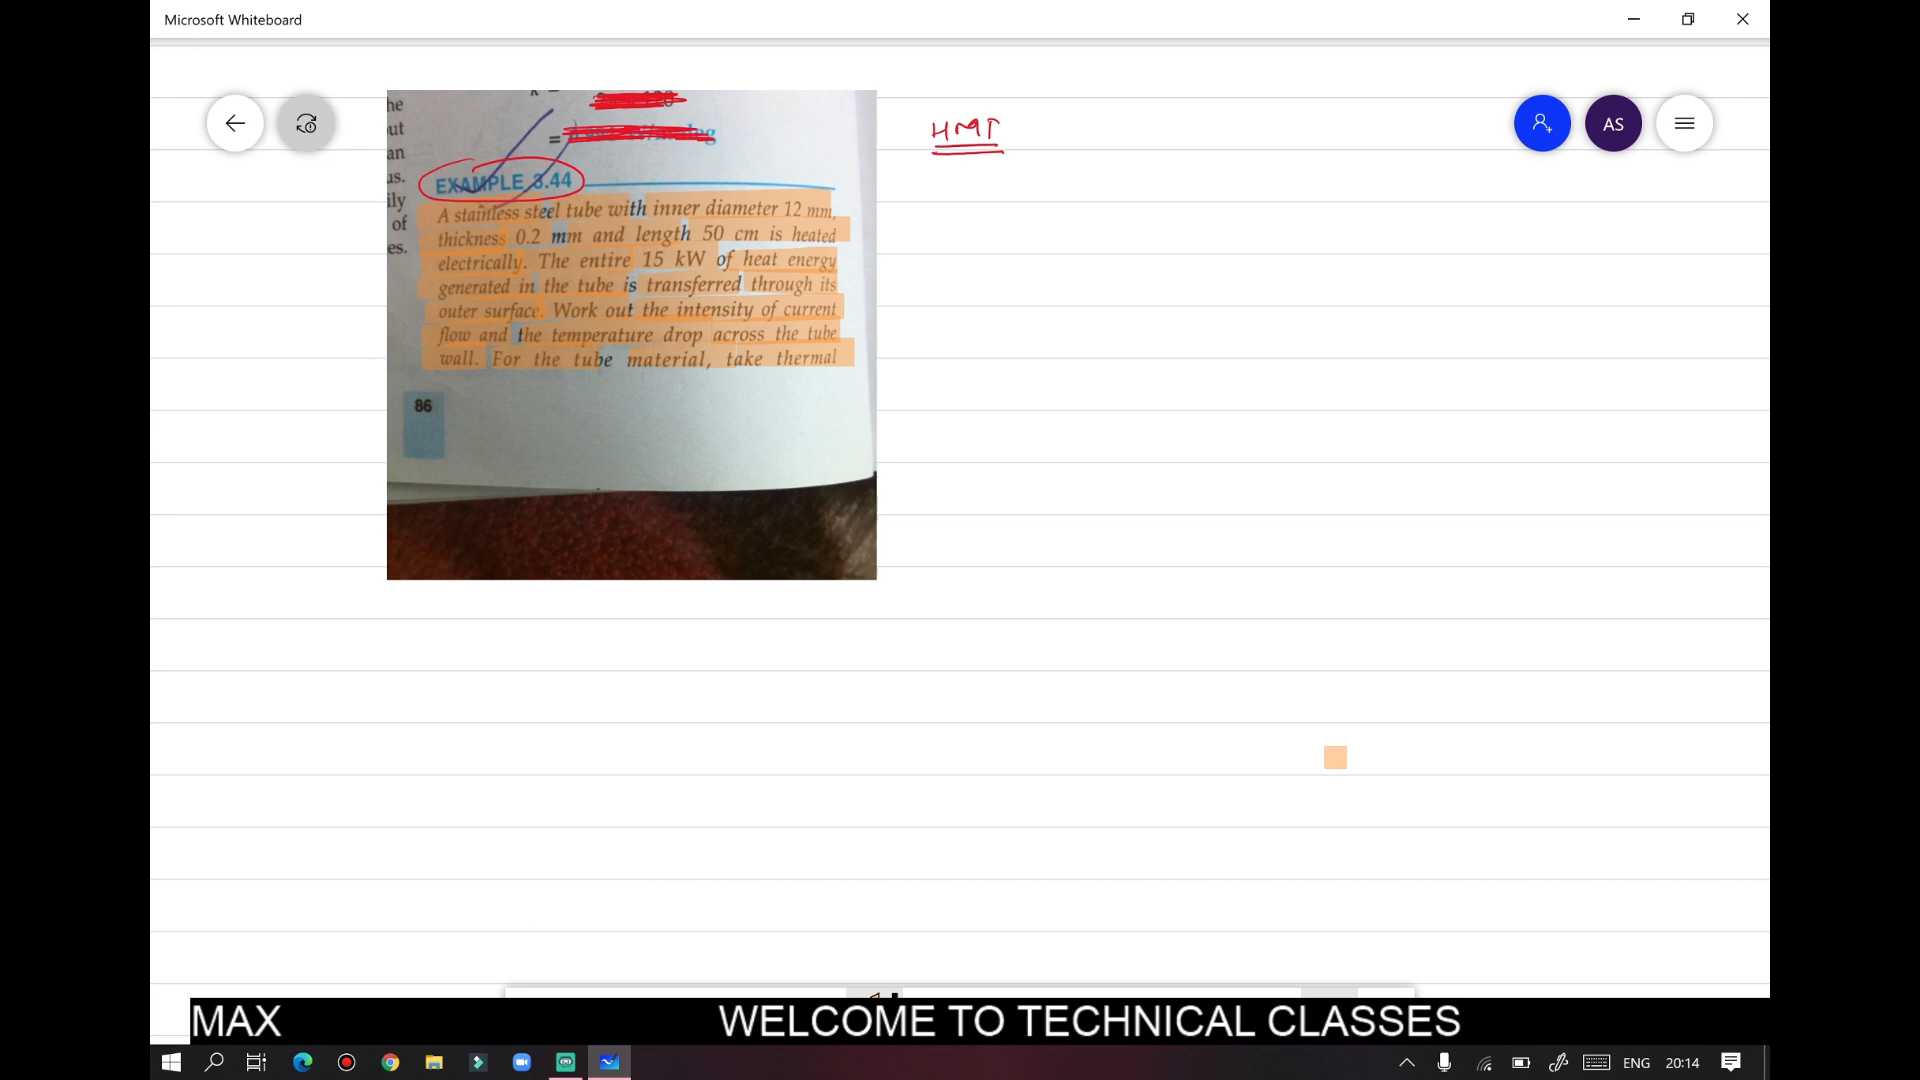 Microsoft Whiteboard
he
ut
an
us.
ily
of
es.
k =
=
HMT
AS
EXAMPLE 3.44
A stainless steel tube with inner diameter 12 mm,
thickness 0.2 mm and length 50 cm is heated
electrically. The entire 15 kW of heat energy
generated in the tube is transferred through its
outer surface. Work out the intensity of current
flow and the temperature drop across the tube
wall. For the tube material, take thermal
86
MAX WELCOME TO TECHNICAL CLASSES
ENG 20:14